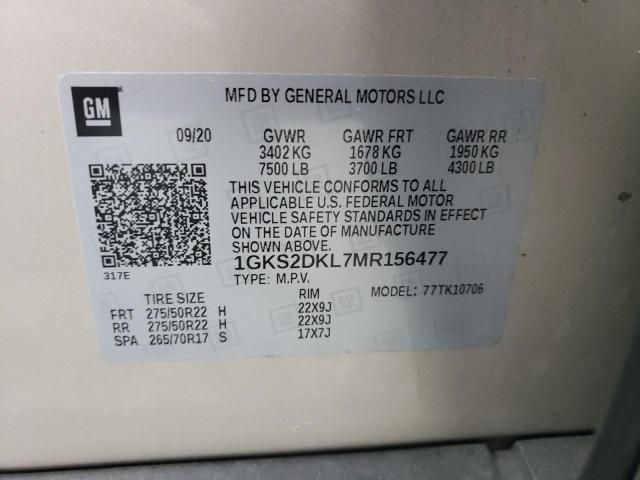 GM
MFD BY GENERAL MOTORS LLC
09/20 GVWR GAWR FRT GAWR RR
3402 KG 1678 KG 1950 KG
7500 LB 3700 LB 4300 LB
THIS VEHICLE CONFORMS TO ALL
APPLICABLE U.S. FEDERAL MOTOR
VEHICLE SAFETY STANDARDS IN EFFECT
ON THE DATE OF MANUFACTURE
SHOWN ABOVE.
317E
1GKS2DKL7MR156477
TYPE: M.P.V. MODEL: 77TK10706
TIRE SIZE RIM
FRT 275/50R22 H 22X9J
RR 275/50R22 H 22X9J
SPA 265/70R17 S 17X7J